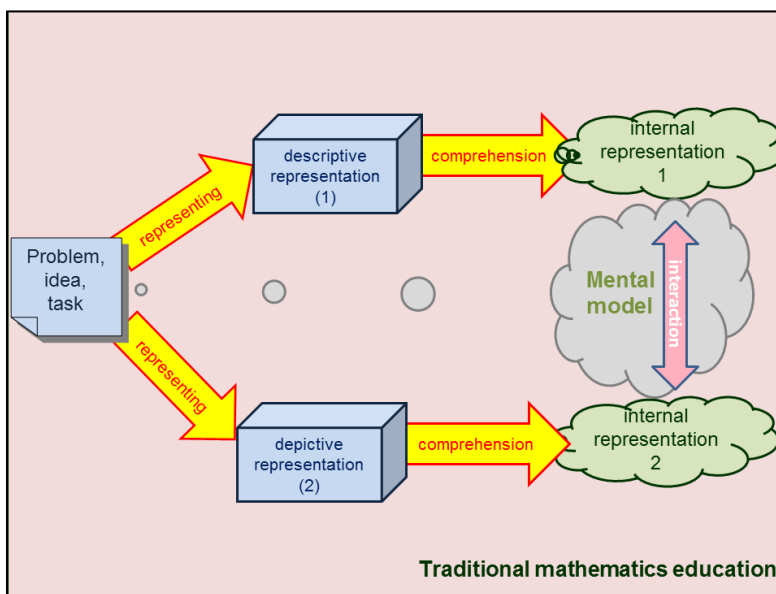 descriptive
representation
(1)
comprehension
internal
representation
1
representing
Problem,
idea,
task
Mental
model
interaction
representing
depictive
representation
(2)
comprehension
internal
representation
2
Traditional mathematics education